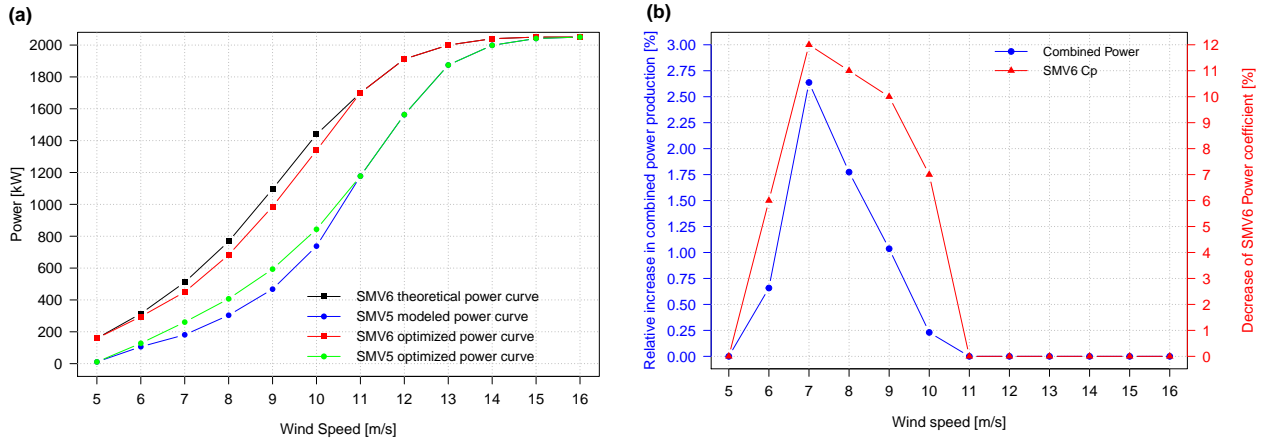 (a)
Power [kW]
2000
1800
1600
1400
1200
1000
800
600
400
200
0
SMV6 theoretical power curve
SMV5 modeled power curve
SMV6 optimized power curve
SMV5 optimized power curve
5 6 7 8 9 10 11 12 13 14 15 16
Wind Speed [m/s]
(b)
Relative increase in combined power production [%]
3.00
2.75
2.50
2.25
2.00
1.75
1.50
1.25
1.00
0.75
0.50
0.25
0.00
Combined Power
SMV6 Cp
12
11
10
9
8
7
6
5
4
3
2
1
0
Decrease of SMV6 Power coefficient [%]
5 6 7 8 9 10 11 12 13 14 15 16
Wind speed [m/s]